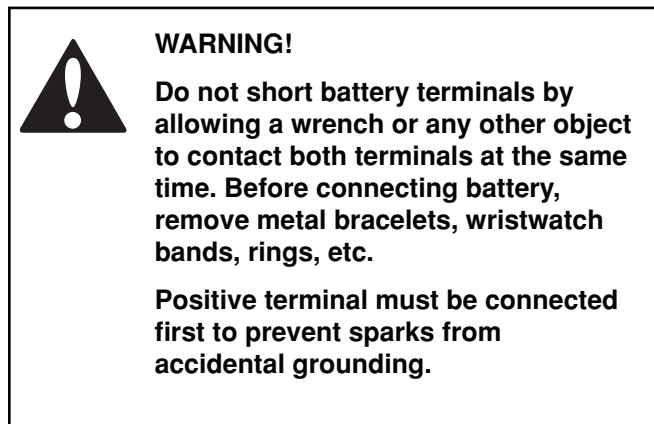 WARNING!
Do not short battery terminals by
allowing a wrench or any other object
to contact both terminals at the same
time. Before connecting battery,
remove metal bracelets, wristwatch
bands, rings, etc.
Positive terminal must be connected
first to prevent sparks from
accidental grounding.